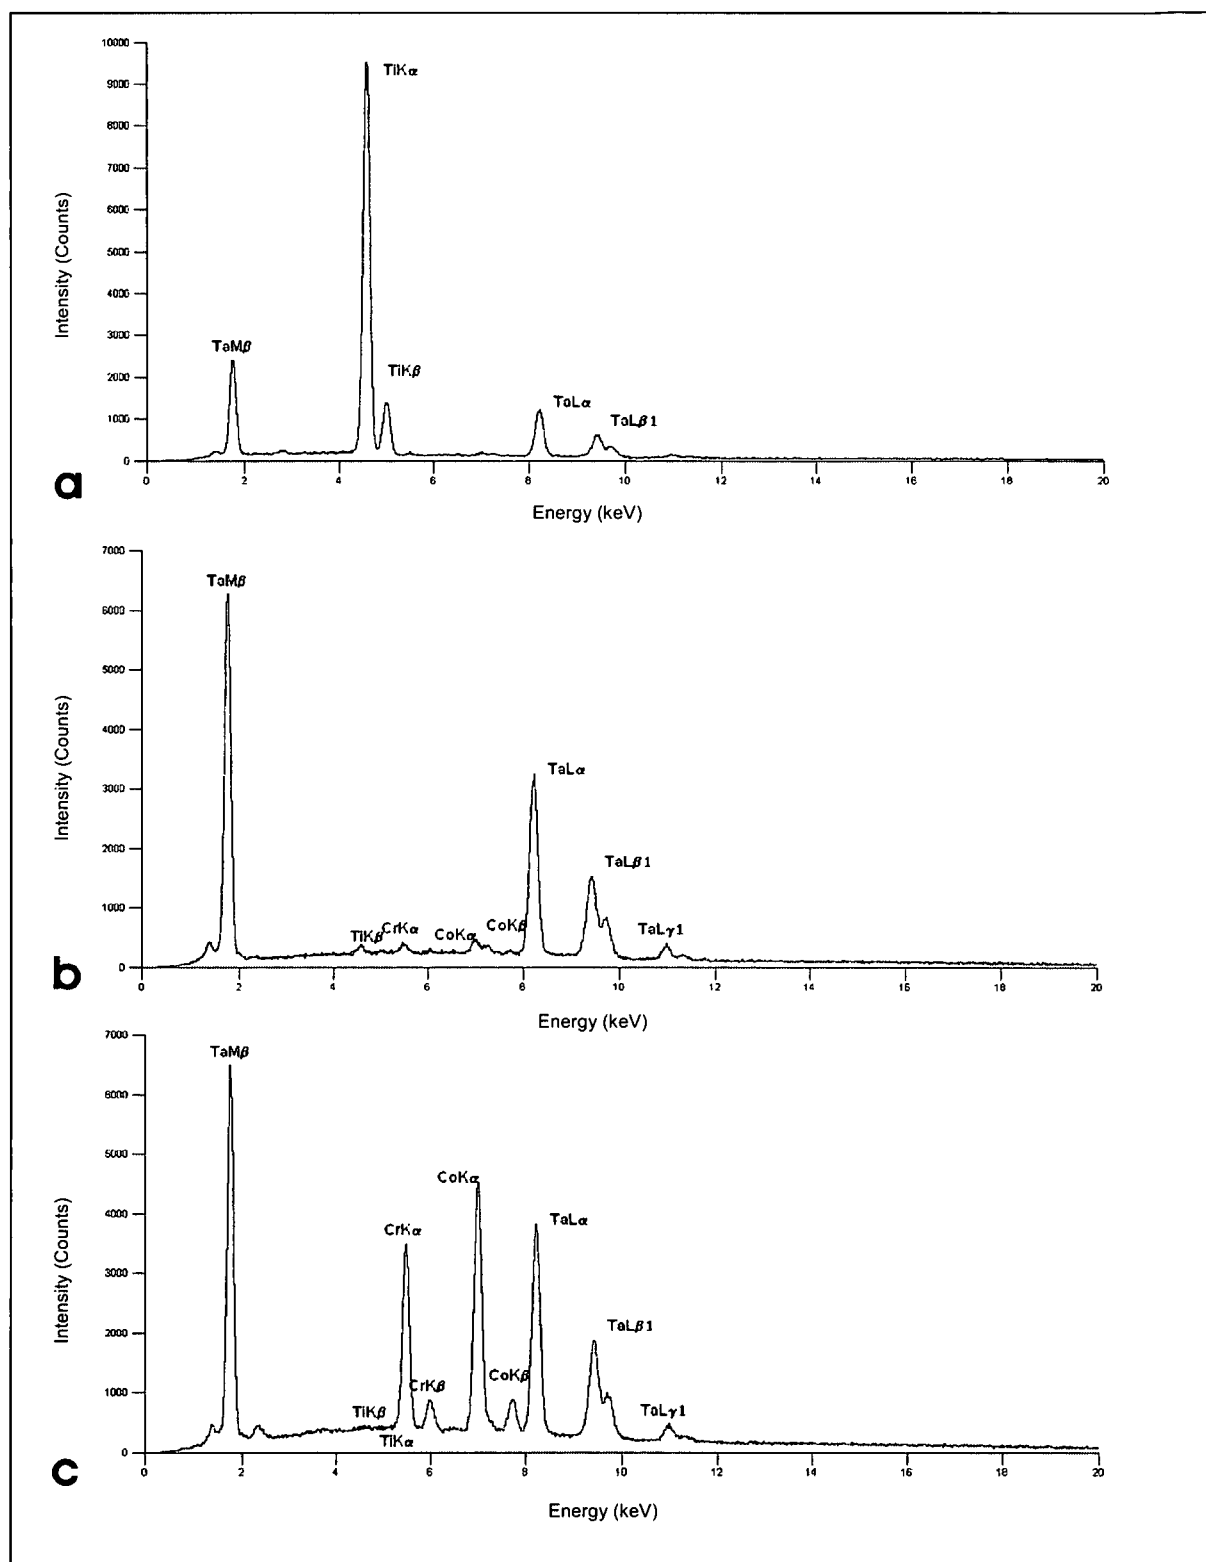 10000
TiKα
9000
8000
7000
6000
Intensity (Counts)
5000
4000
3000
TaMβ
TiKβ
2000
TaLα
TaLβ1
1000
0
a
0 2 4 6 8 10 12 14 16 18 20
Energy (keV)
7000
TaMβ
6000
5000
Intensity (Counts)
4000
TaLα
3000
2000
TaLβ1
1000
TiKβ CrKα CoKα CoKβ TaLγ1
0
b
0 2 4 6 8 10 12 14 16 18 20
Energy (keV)
7000
TaMβ
6000
5000
CoKα
Intensity (Counts)
4000
CrKα TaLα
3000
2000
TaLβ1
CrKβ CoKβ
1000
TiKβ TaLγ1
TiKα
0
c
0 2 4 6 8 10 12 14 16 18 20
Energy (keV)